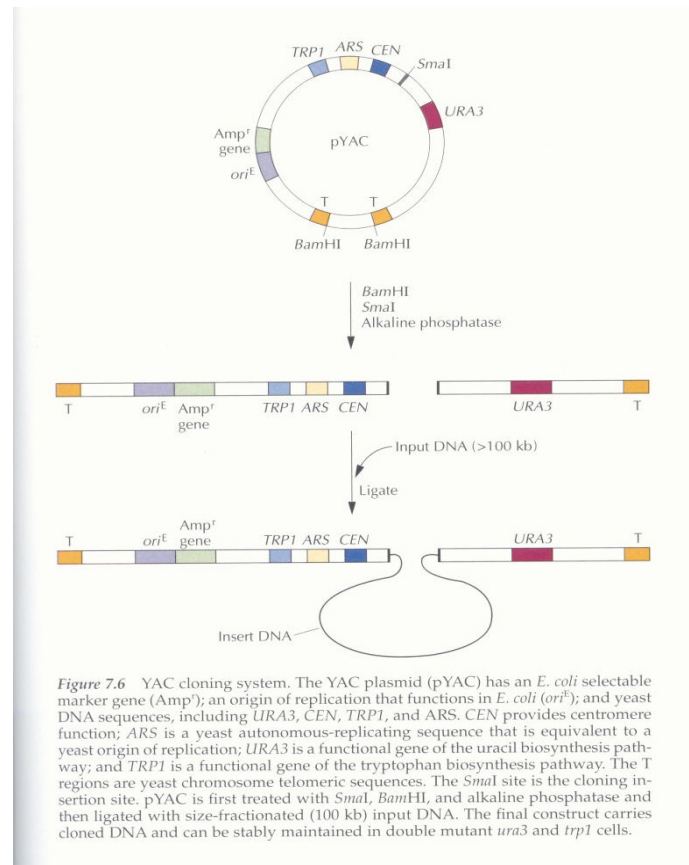 TRP1 ARS CEN
SmaI
URA3
Ampʳ
gene
pYAC
oriᴱ
T T
BamHI BamHI
BamHI
SmaI
Alkaline phosphatase
T oriᴱ Ampʳ TRP1 ARS CEN URA3 T
gene
Input DNA (>100 kb)
Ligate
Ampʳ
T oriᴱ gene TRP1 ARS CEN URA3 T
Insert DNA
Figure 7.6 YAC cloning system. The YAC plasmid (pYAC) has an E. coli selectable
marker gene (Ampʳ); an origin of replication that functions in E. coli (oriᴱ); and yeast
DNA sequences, including URA3, CEN, TRP1, and ARS. CEN provides centromere
function; ARS is a yeast autonomous-replicating sequence that is equivalent to a
yeast origin of replication; URA3 is a functional gene of the uracil biosynthesis path-
way; and TRP1 is a functional gene of the tryptophan biosynthesis pathway. The T
regions are yeast chromosome telomeric sequences. The SmaI site is the cloning in-
sertion site. pYAC is first treated with SmaI, BamHI, and alkaline phosphatase and
then ligated with size-fractionated (100 kb) input DNA. The final construct carries
cloned DNA and can be stably maintained in double mutant ura3 and trp1 cells.